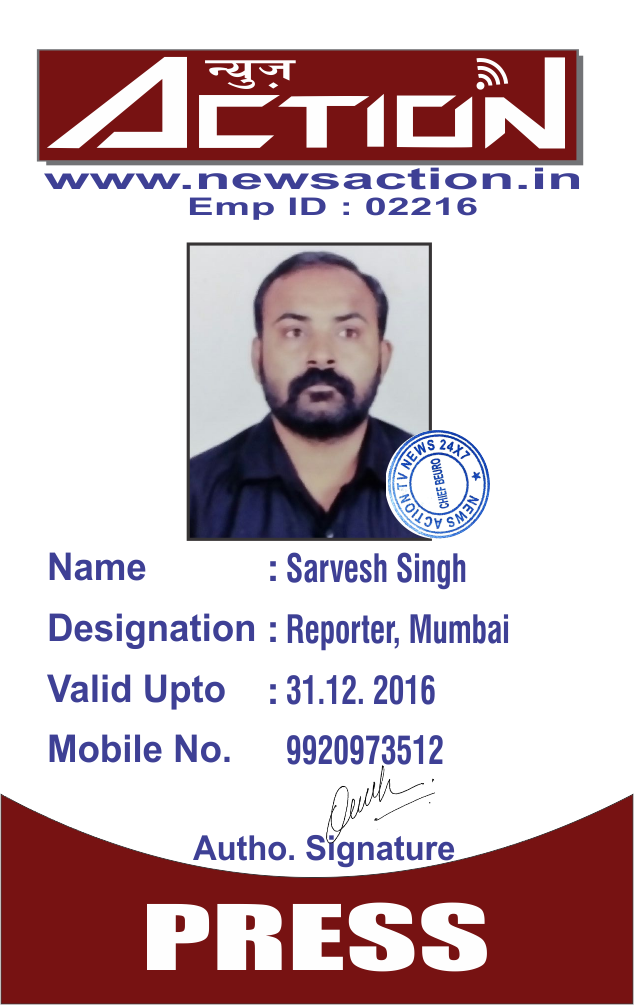 न्यूज़
ACTION
www.newsaction.in
Emp ID : 02216
NEWS ACTION TV NEWS 24X7
CHIEF BEURO
Name : Sarvesh Singh
Designation : Reporter, Mumbai
Valid Upto : 31.12. 2016
Mobile No. 9920973512
Autho. Signature
PRESS